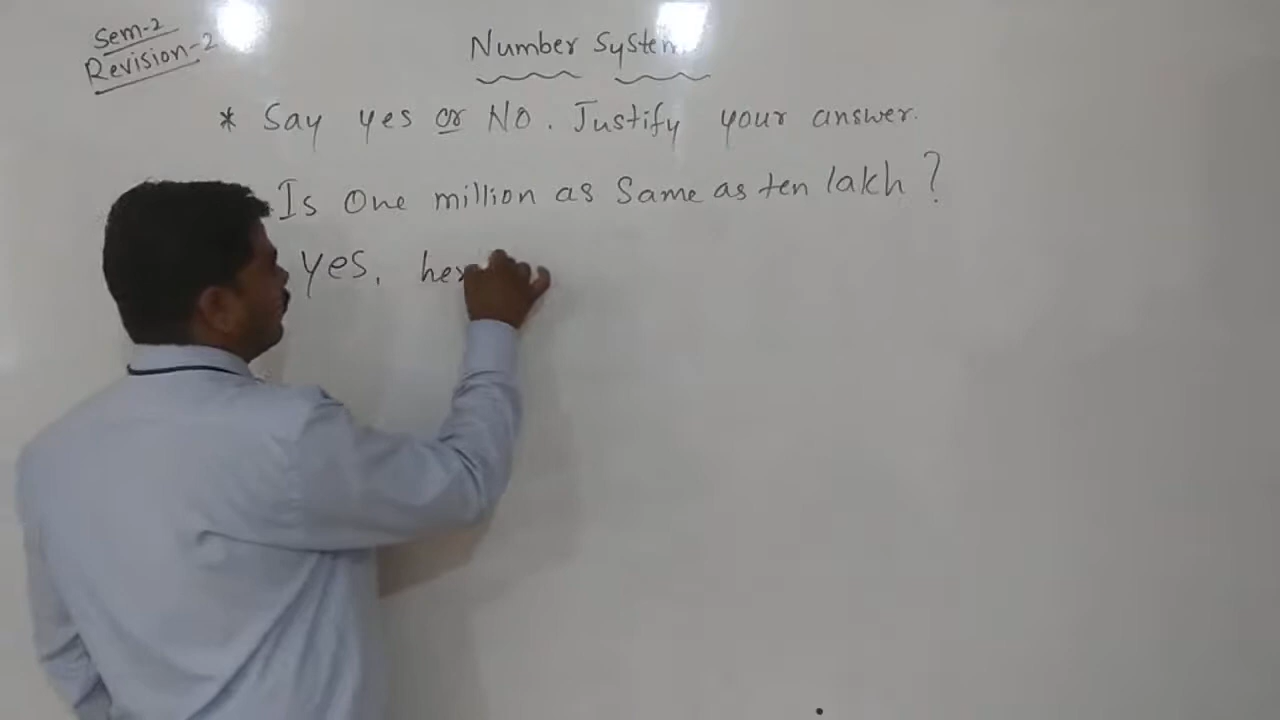 Sem-2
Revision-2
Number System
* Say yes or No. Justify your answer.
Is One million as Same as ten lakh?
Yes,